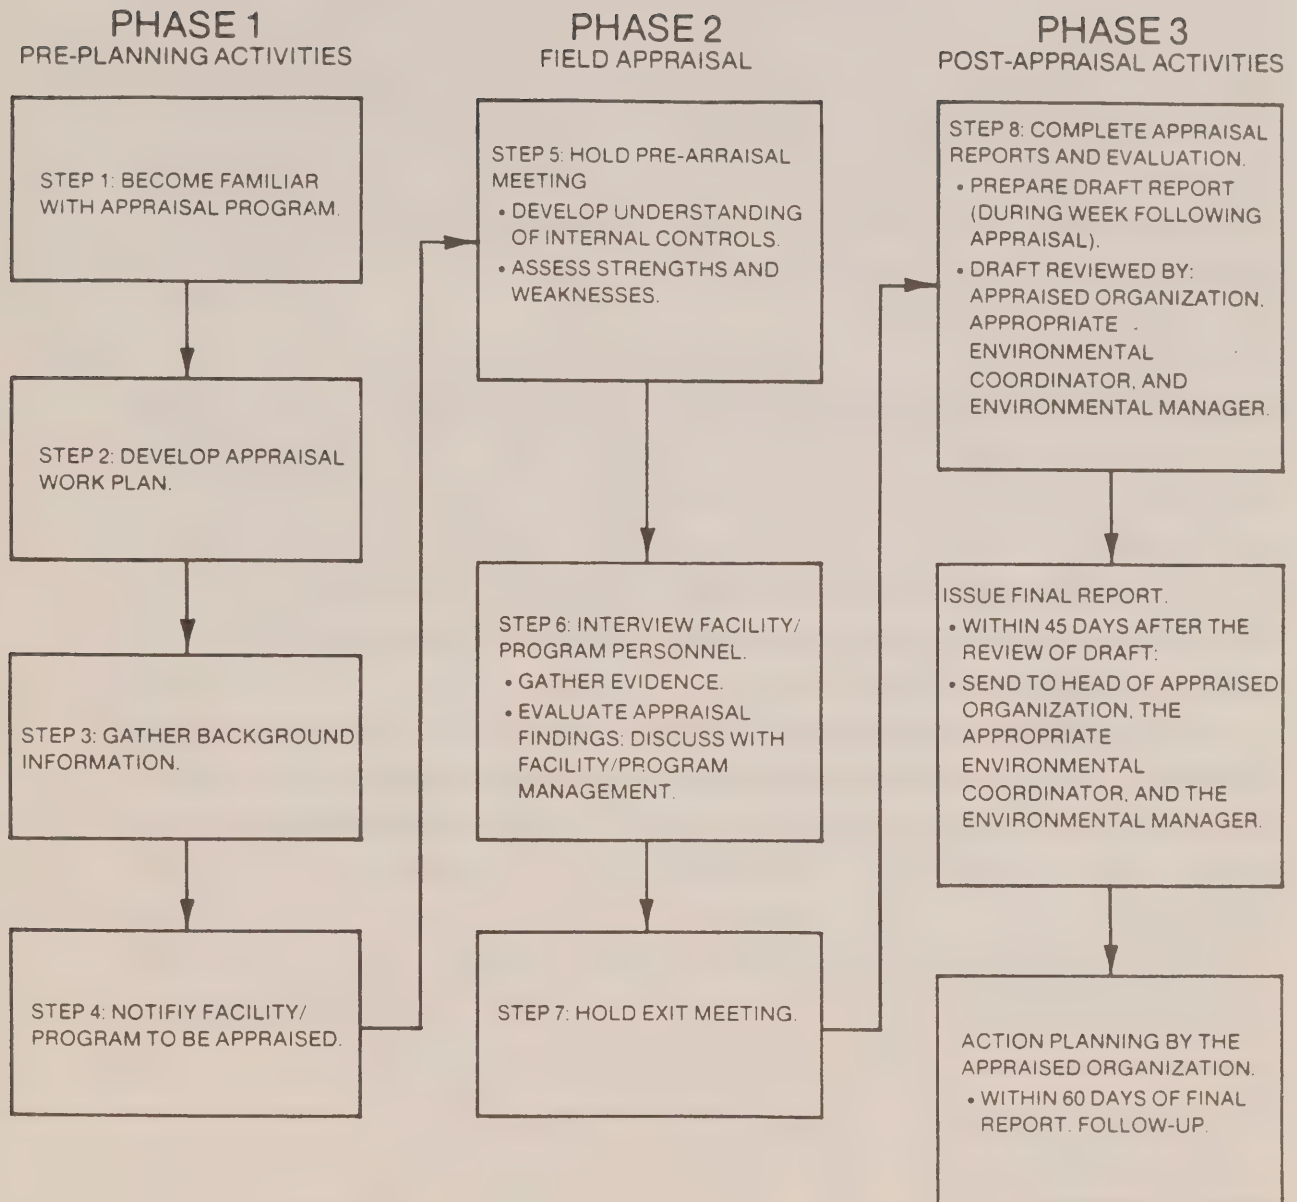 PHASE 1
PRE-PLANNING ACTIVITIES
STEP 1: BECOME FAMILIAR
WITH APPRAISAL PROGRAM.
STEP 2: DEVELOP APPRAISAL
WORK PLAN.
STEP 3: GATHER BACKGROUND
INFORMATION.
STEP 4: NOTIFIY FACILITY/
PROGRAM TO BE APPRAISED.
PHASE 2
FIELD APPRAISAL
STEP 5: HOLD PRE-ARRAISAL
MEETING
• DEVELOP UNDERSTANDING
OF INTERNAL CONTROLS.
• ASSESS STRENGTHS AND
WEAKNESSES.
STEP 6: INTERVIEW FACILITY/
PROGRAM PERSONNEL.
• GATHER EVIDENCE.
• EVALUATE APPRAISAL
FINDINGS: DISCUSS WITH
FACILITY/PROGRAM
MANAGEMENT.
STEP 7: HOLD EXIT MEETING.
PHASE 3
POST-APPRAISAL ACTIVITIES
STEP 8: COMPLETE APPRAISAL
REPORTS AND EVALUATION.
• PREPARE DRAFT REPORT
(DURING WEEK FOLLOWING
APPRAISAL).
• DRAFT REVIEWED BY:
APPRAISED ORGANIZATION,
APPROPRIATE
ENVIRONMENTAL
COORDINATOR, AND
ENVIRONMENTAL MANAGER.
ISSUE FINAL REPORT.
• WITHIN 45 DAYS AFTER THE
REVIEW OF DRAFT:
• SEND TO HEAD OF APPRAISED
ORGANIZATION, THE
APPROPRIATE
ENVIRONMENTAL
COORDINATOR, AND THE
ENVIRONMENTAL MANAGER.
ACTION PLANNING BY THE
APPRAISED ORGANIZATION.
• WITHIN 60 DAYS OF FINAL
REPORT. FOLLOW-UP.